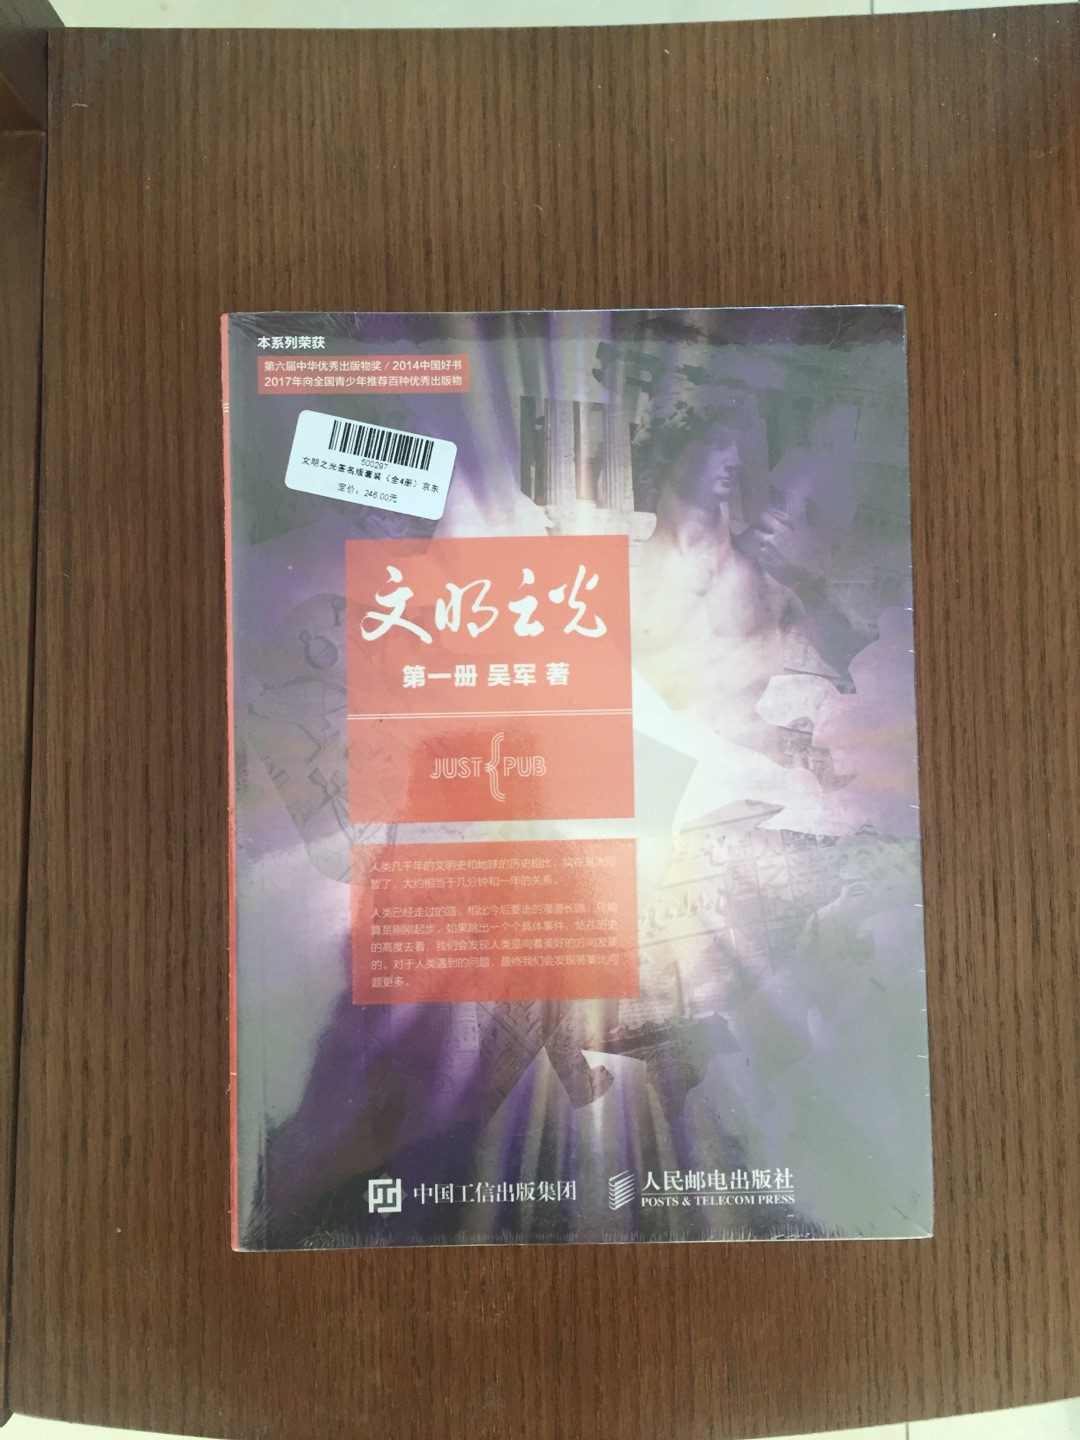 本系列荣获
第六届中华优秀出版物奖 / 2014中国好书
2017年向全国青少年推荐百种优秀出版物
500297
文明之光签名版套装（全4册）京东
定价：246.00元
文明之光
第一册 吴军 著
JUST PUB
人类几千年的文明史和地球的历史相比，实在是太短
暂了，大约相当于几分钟和一年的关系。
人类已经走过的路，相比今后要走的漫漫长路，只能
算是刚刚起步。如果跳出一个个具体事件，站在历史
的高度去看，我们会发现人类是向着美好的方向发展
的。对于人类遇到的问题，最终我们会发现答案比问
题更多。
中国工信出版集团
人民邮电出版社
POSTS & TELECOM PRESS